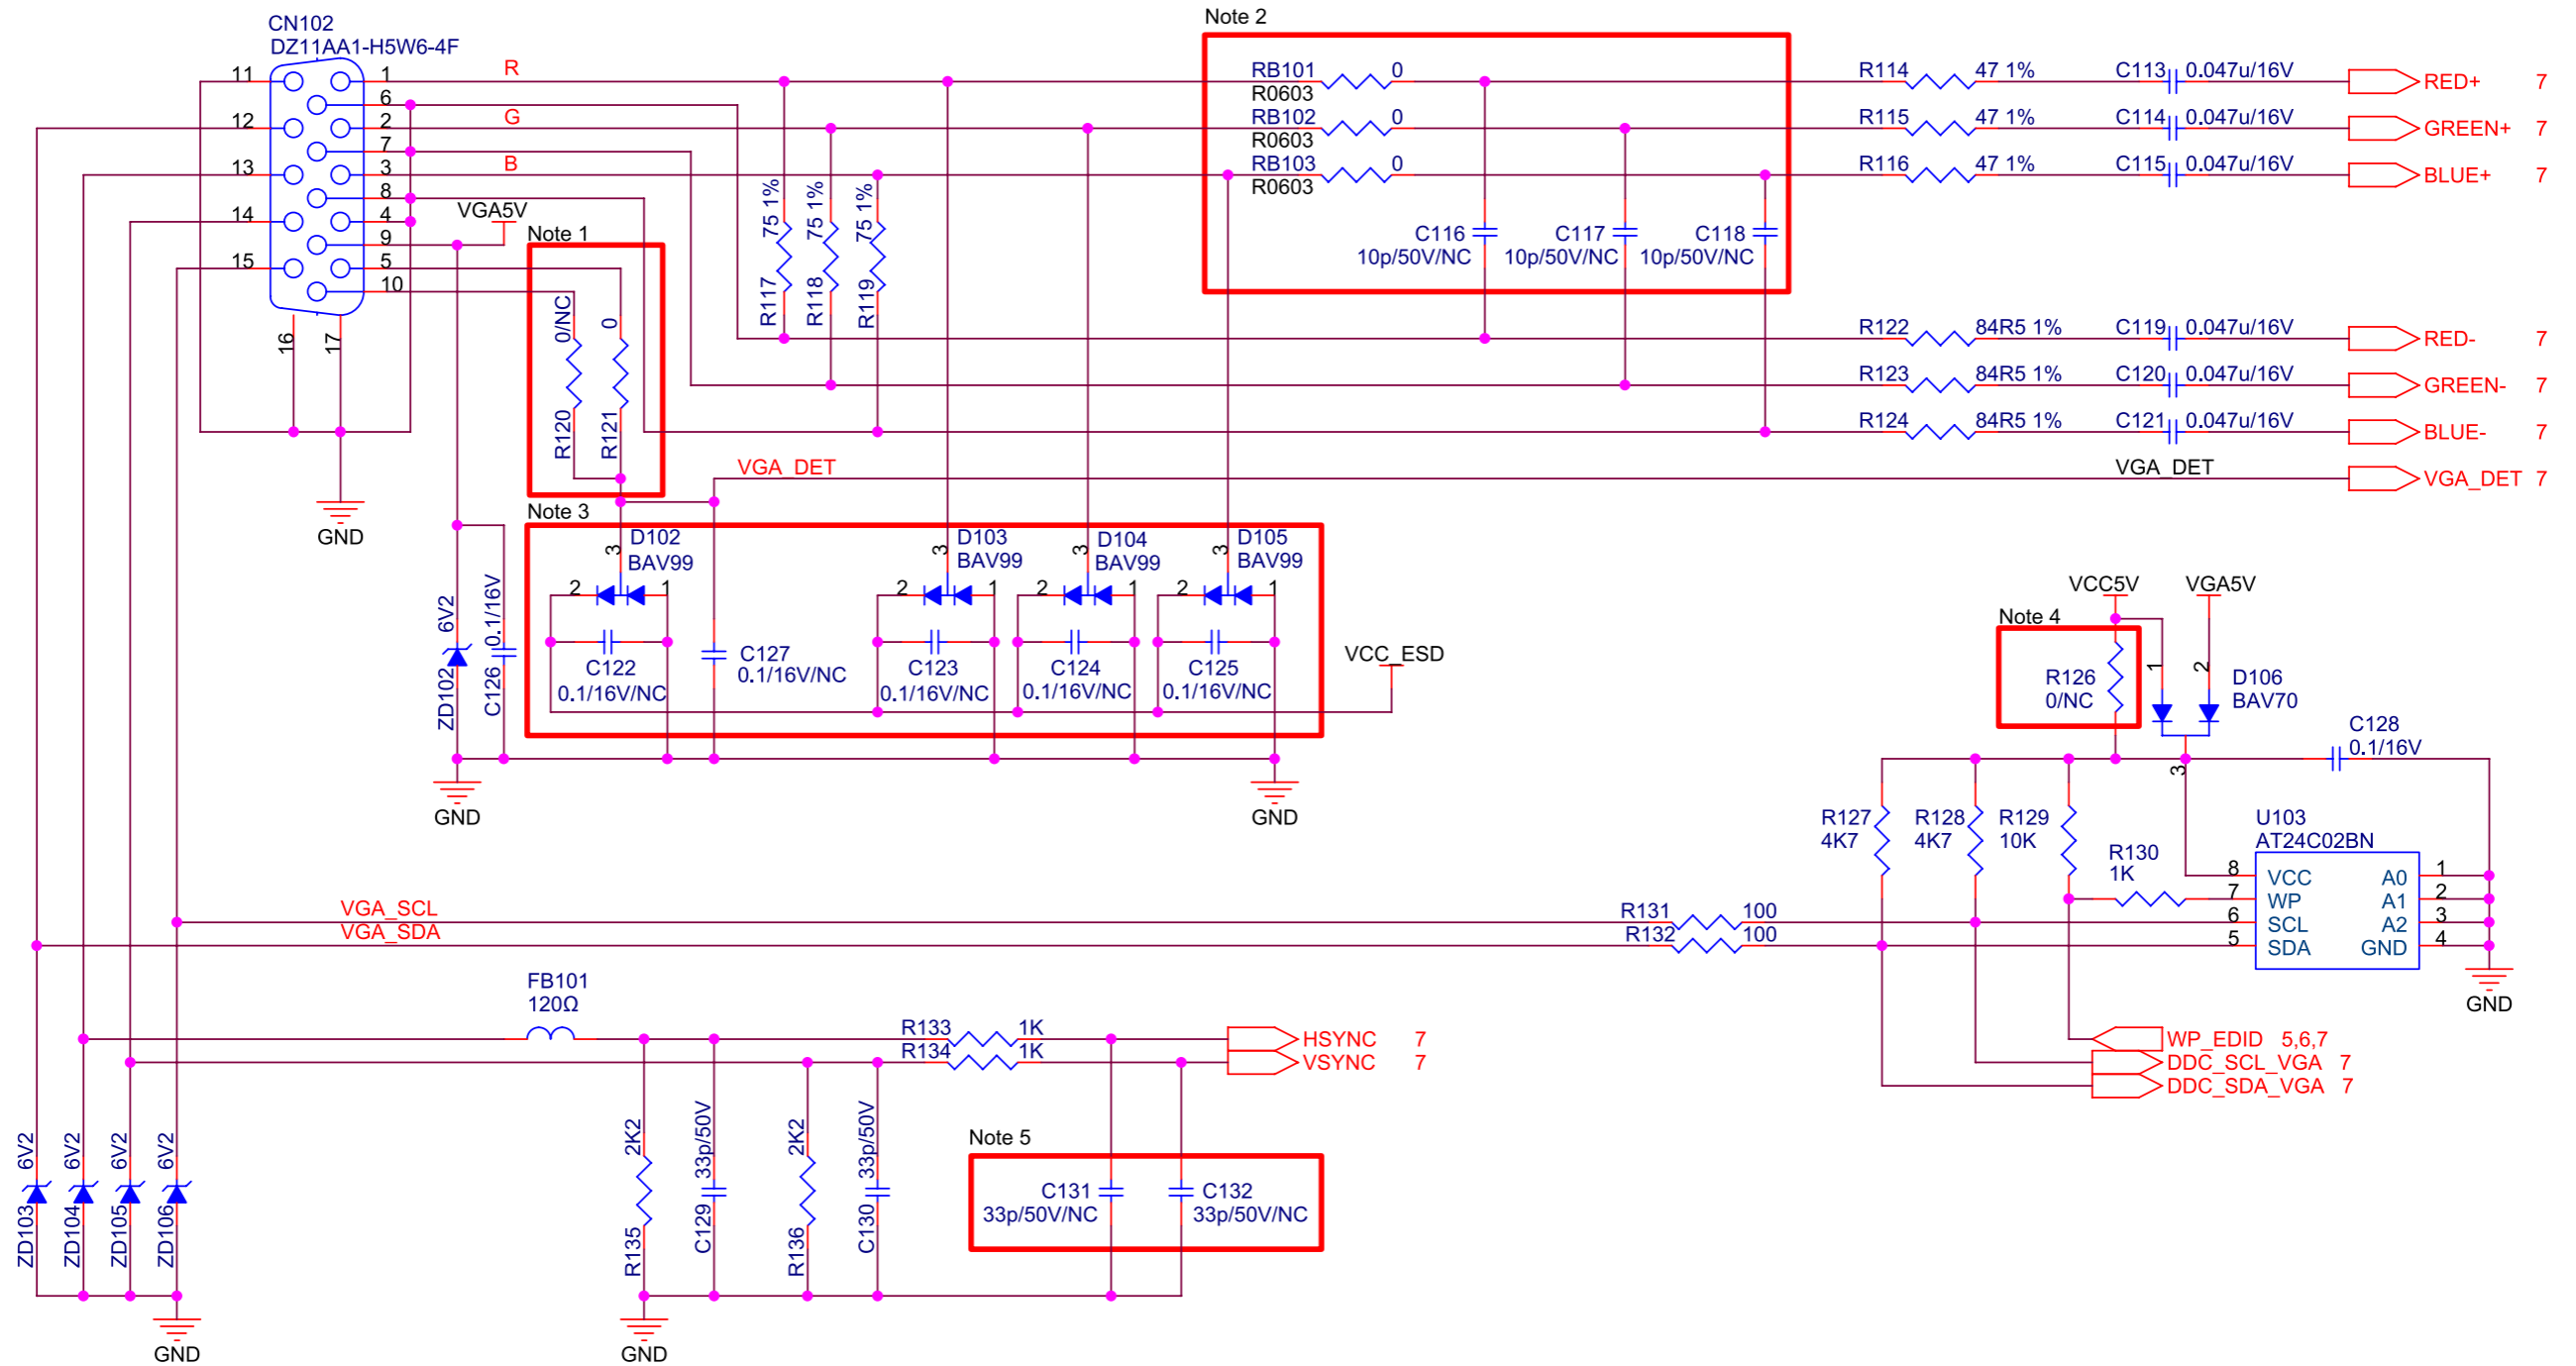 CN102
DZ11AA1-H5W6-4F
11
12
13
14
15
1
6
2
7
3
8
4
9
5
10
16
17
GND
R
G
B
VGA5V
Note 1
0/NC
R120
0
R121
75 1%
R117
75 1%
R118
75 1%
R119
Note 2
RB101
0
R0603
RB102
0
R0603
RB103
0
R0603
C116
10p/50V/NC
C117
10p/50V/NC
C118
10p/50V/NC
R114
47 1%
C113
0.047u/16V
RED+
7
R115
47 1%
C114
0.047u/16V
GREEN+
7
R116
47 1%
C115
0.047u/16V
BLUE+
7
R122
84R5 1%
C119
0.047u/16V
RED-
7
R123
84R5 1%
C120
0.047u/16V
GREEN-
7
R124
84R5 1%
C121
0.047u/16V
BLUE-
7
VGA_DET
VGA_DET
VGA_DET
7
Note 3
D102
BAV99
3
2
1
C122
0.1/16V/NC
C127
0.1/16V/NC
D103
BAV99
3
2
1
C123
0.1/16V/NC
D104
BAV99
3
2
1
C124
0.1/16V/NC
D105
BAV99
3
2
1
C125
0.1/16V/NC
VCC_ESD
ZD102
6V2
C126
0.1/16V
GND
GND
VCC5V
VGA5V
Note 4
R126
0/NC
1
2
D106
BAV70
3
C128
0.1/16V
R127
4K7
R128
4K7
R129
10K
R130
1K
U103
AT24C02BN
8
VCC
A0
1
7
WP
A1
2
6
SCL
A2
3
5
SDA
GND
4
GND
VGA_SCL
VGA_SDA
R131
100
R132
100
WP_EDID
5,6,7
DDC_SCL_VGA
7
DDC_SDA_VGA
7
FB101
120Ω
R133
1K
HSYNC
7
R134
1K
VSYNC
7
2K2
R135
33p/50V
C129
2K2
R136
33p/50V
C130
Note 5
C131
33p/50V/NC
C132
33p/50V/NC
6V2
ZD103
6V2
ZD104
6V2
ZD105
6V2
ZD106
GND
GND